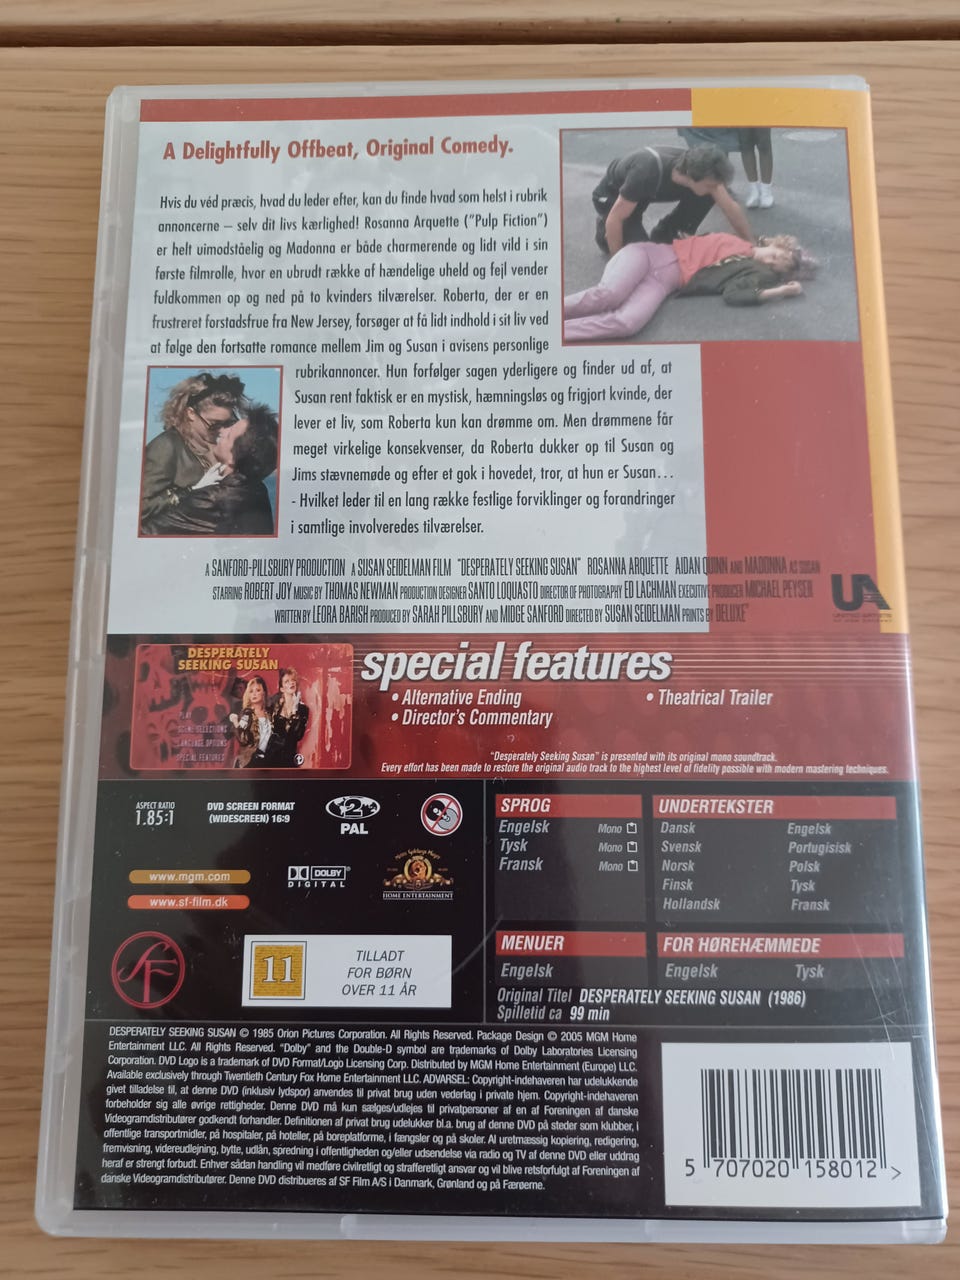 A Delightfully Offbeat, Original Comedy.
Hvis du véd præcis, hvad du leder efter, kan du finde hvad som helst i rubrik
annoncerne – selv dit livs kærlighed! Rosanna Arquette ("Pulp Fiction")
er helt uimodståelig og Madonna er både charmerende og lidt vild i sin
første filmrolle, hvor en ubrudt række af hændelige uheld og fejl vender
fuldkommen op og ned på to kvinders tilværelser. Roberta, der er en
frustreret forstadsfrue fra New Jersey, forsøger at få lidt indhold i sit liv ved
at følge den fortsatte romance mellem Jim og Susan i avisens personlige
rubrikannoncer. Hun forfølger sagen yderligere og finder ud af, at
Susan rent faktisk er en mystisk, hæmningsløs og frigjort kvinde, der
lever et liv, som Roberta kun kan drømme om. Men drømmene får
meget virkelige konsekvenser, da Roberta dukker op til Susan og
Jims stævnemøde og efter et gok i hovedet, tror, at hun er Susan...
- Hvilket leder til en lang række festlige forviklinger og forandringer
i samtlige involveredes tilværelser.
A SANFORD-PILLSBURY PRODUCTION A SUSAN SEIDELMAN FILM "DESPERATELY SEEKING SUSAN" ROSANNA ARQUETTE AIDAN QUINN AND MADONNA AS SUSAN
STARRING ROBERT JOY MUSIC BY THOMAS NEWMAN PRODUCTION DESIGNER SANTO LOQUASTO DIRECTOR OF PHOTOGRAPHY ED LACHMAN EXECUTIVE PRODUCER MICHAEL PEYSER
WRITTEN BY LEORA BARISH PRODUCED BY SARAH PILLSBURY AND MIDGE SANFORD DIRECTED BY SUSAN SEIDELMAN PRINTS BY DELUXE®
UA
UNITED ARTISTS
DESPERATELY
SEEKING SUSAN
PLAY
SCENE SELECTIONS
LANGUAGE OPTIONS
SPECIAL FEATURES
special features
• Alternative Ending
• Director's Commentary
• Theatrical Trailer
"Desperately Seeking Susan" is presented with its original mono soundtrack.
Every effort has been made to restore the original audio track to the highest level of fidelity possible with modern mastering techniques.
ASPECT RATIO
1.85:1
DVD SCREEN FORMAT
(WIDESCREEN) 16:9
2
PAL
www.mgm.com
www.sf-film.dk
DOLBY
DIGITAL
HOME ENTERTAINMENT
SF
11
TILLADT
FOR BØRN
OVER 11 ÅR
SPROG
Engelsk Mono
Tysk Mono
Fransk Mono
UNDERTEKSTER
Dansk Engelsk
Svensk Portugisisk
Norsk Polsk
Finsk Tysk
Hollandsk Fransk
MENUER
Engelsk
FOR HØREHÆMMEDE
Engelsk Tysk
Original Titel DESPERATELY SEEKING SUSAN (1986)
Spilletid ca 99 min
DESPERATELY SEEKING SUSAN © 1985 Orion Pictures Corporation. All Rights Reserved. Package Design © 2005 MGM Home
Entertainment LLC. All Rights Reserved. "Dolby" and the Double-D symbol are trademarks of Dolby Laboratories Licensing
Corporation. DVD Logo is a trademark of DVD Format/Logo Licensing Corp. Distributed by MGM Home Entertainment (Europe) LLC.
Available exclusively through Twentieth Century Fox Home Entertainment LLC. ADVARSEL: Copyright-indehaveren har udelukkende
givet tilladelse til, at denne DVD (inklusiv lydspor) anvendes til privat brug uden vederlag i private hjem. Copyright-indehaveren
forbeholder sig alle øvrige rettigheder. Denne DVD må kun sælges/udlejes til privatpersoner af en af Foreningen af danske
Videogramdistributører godkendt forhandler. Definitionen af privat brug udelukker bl.a. brug af denne DVD på steder som klubber, i
offentlige transportmidler, på hospitaler, på hoteller, på boreplatforme, i fængsler og på skoler. Al uretmæssig kopiering, redigering,
fremvisning, videreudlejning, bytte, udlån, spredning i offentligheden og/eller udsendelse via radio og TV af denne DVD eller uddrag
heraf er strengt forbudt. Enhver sådan handling vil medføre civilretligt og strafferetligt ansvar og vil blive retsforfulgt af Foreningen af
danske Videogramdistributører. Denne DVD distribueres af SF Film A/S i Danmark, Grønland og på Færøerne.
5 707020 158012 >